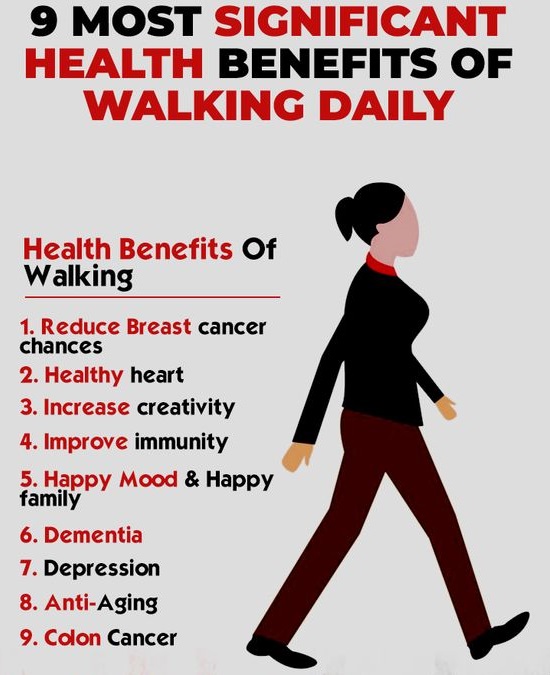 9 MOST SIGNIFICANT
HEALTH BENEFITS OF
WALKING DAILY
Health Benefits Of
Walking
1. Reduce Breast cancer
chances
2. Healthy heart
3. Increase creativity
4. Improve immunity
5. Happy Mood & Happy
family
6. Dementia
7. Depression
8. Anti-Aging
9. Colon Cancer